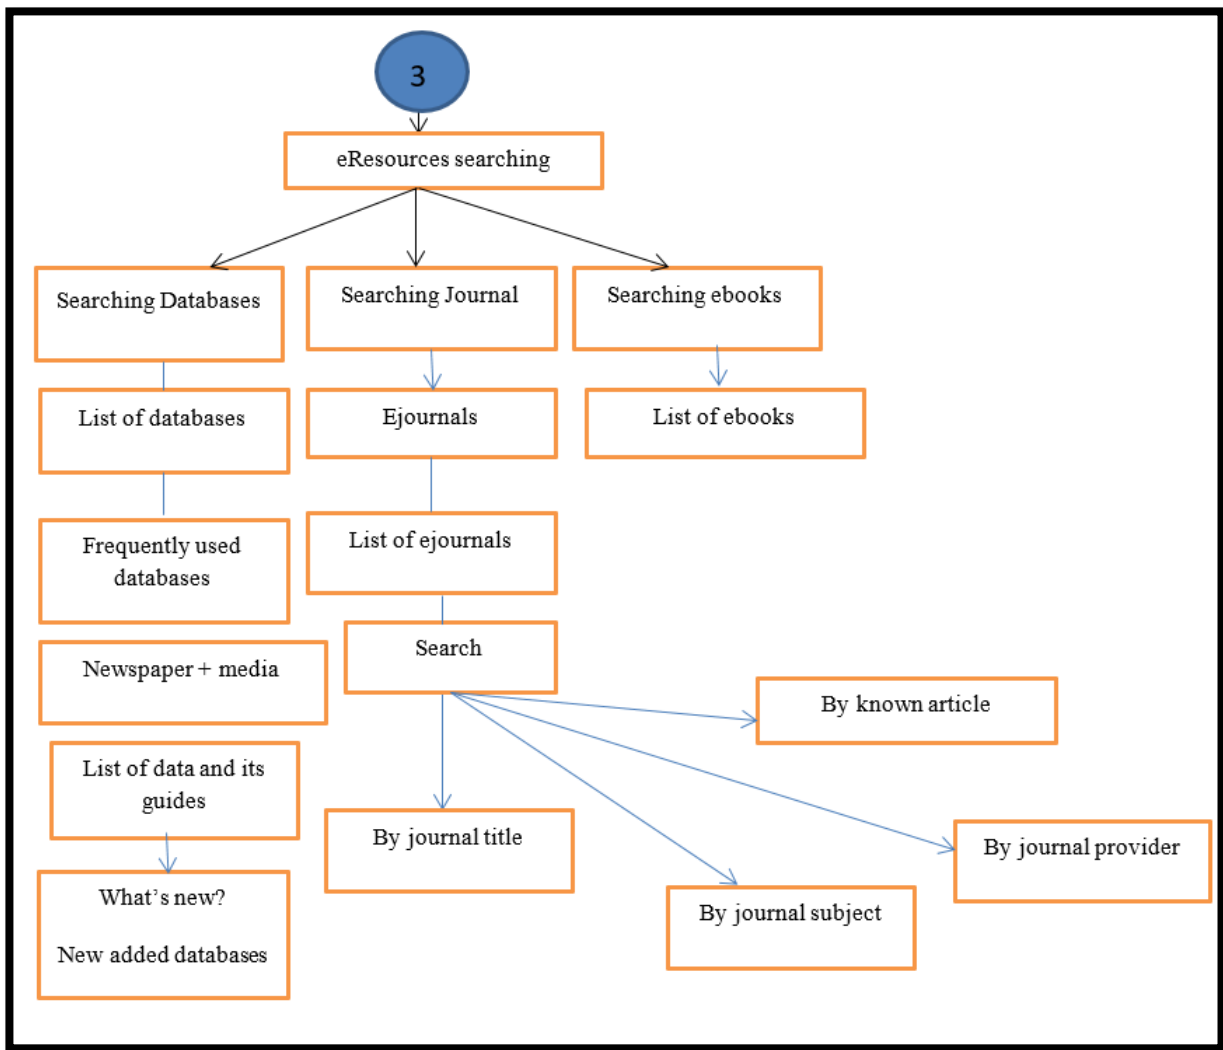 3
eResources searching
Searching Databases
Searching Journal
Searching ebooks
List of databases
Ejournals
List of ebooks
Frequently used
databases
List of ejournals
Search
Newspaper + media
By known article
List of data and its
guides
By journal title
By journal provider
What’s new?
New added databases
By journal subject